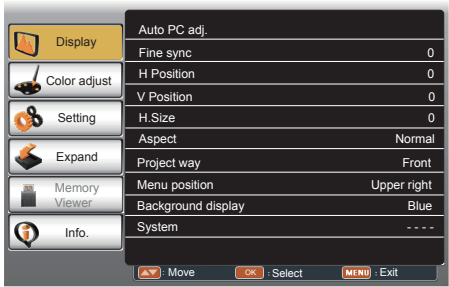 Display
Color adjust
Setting
Expand
Memory
Viewer
Info.
Auto PC adj.
Fine sync 0
H Position 0
V Position 0
H.Size 0
Aspect Normal
Project way Front
Menu position Upper right
Background display Blue
System - - - -
: Move OK : Select MENU : Exit